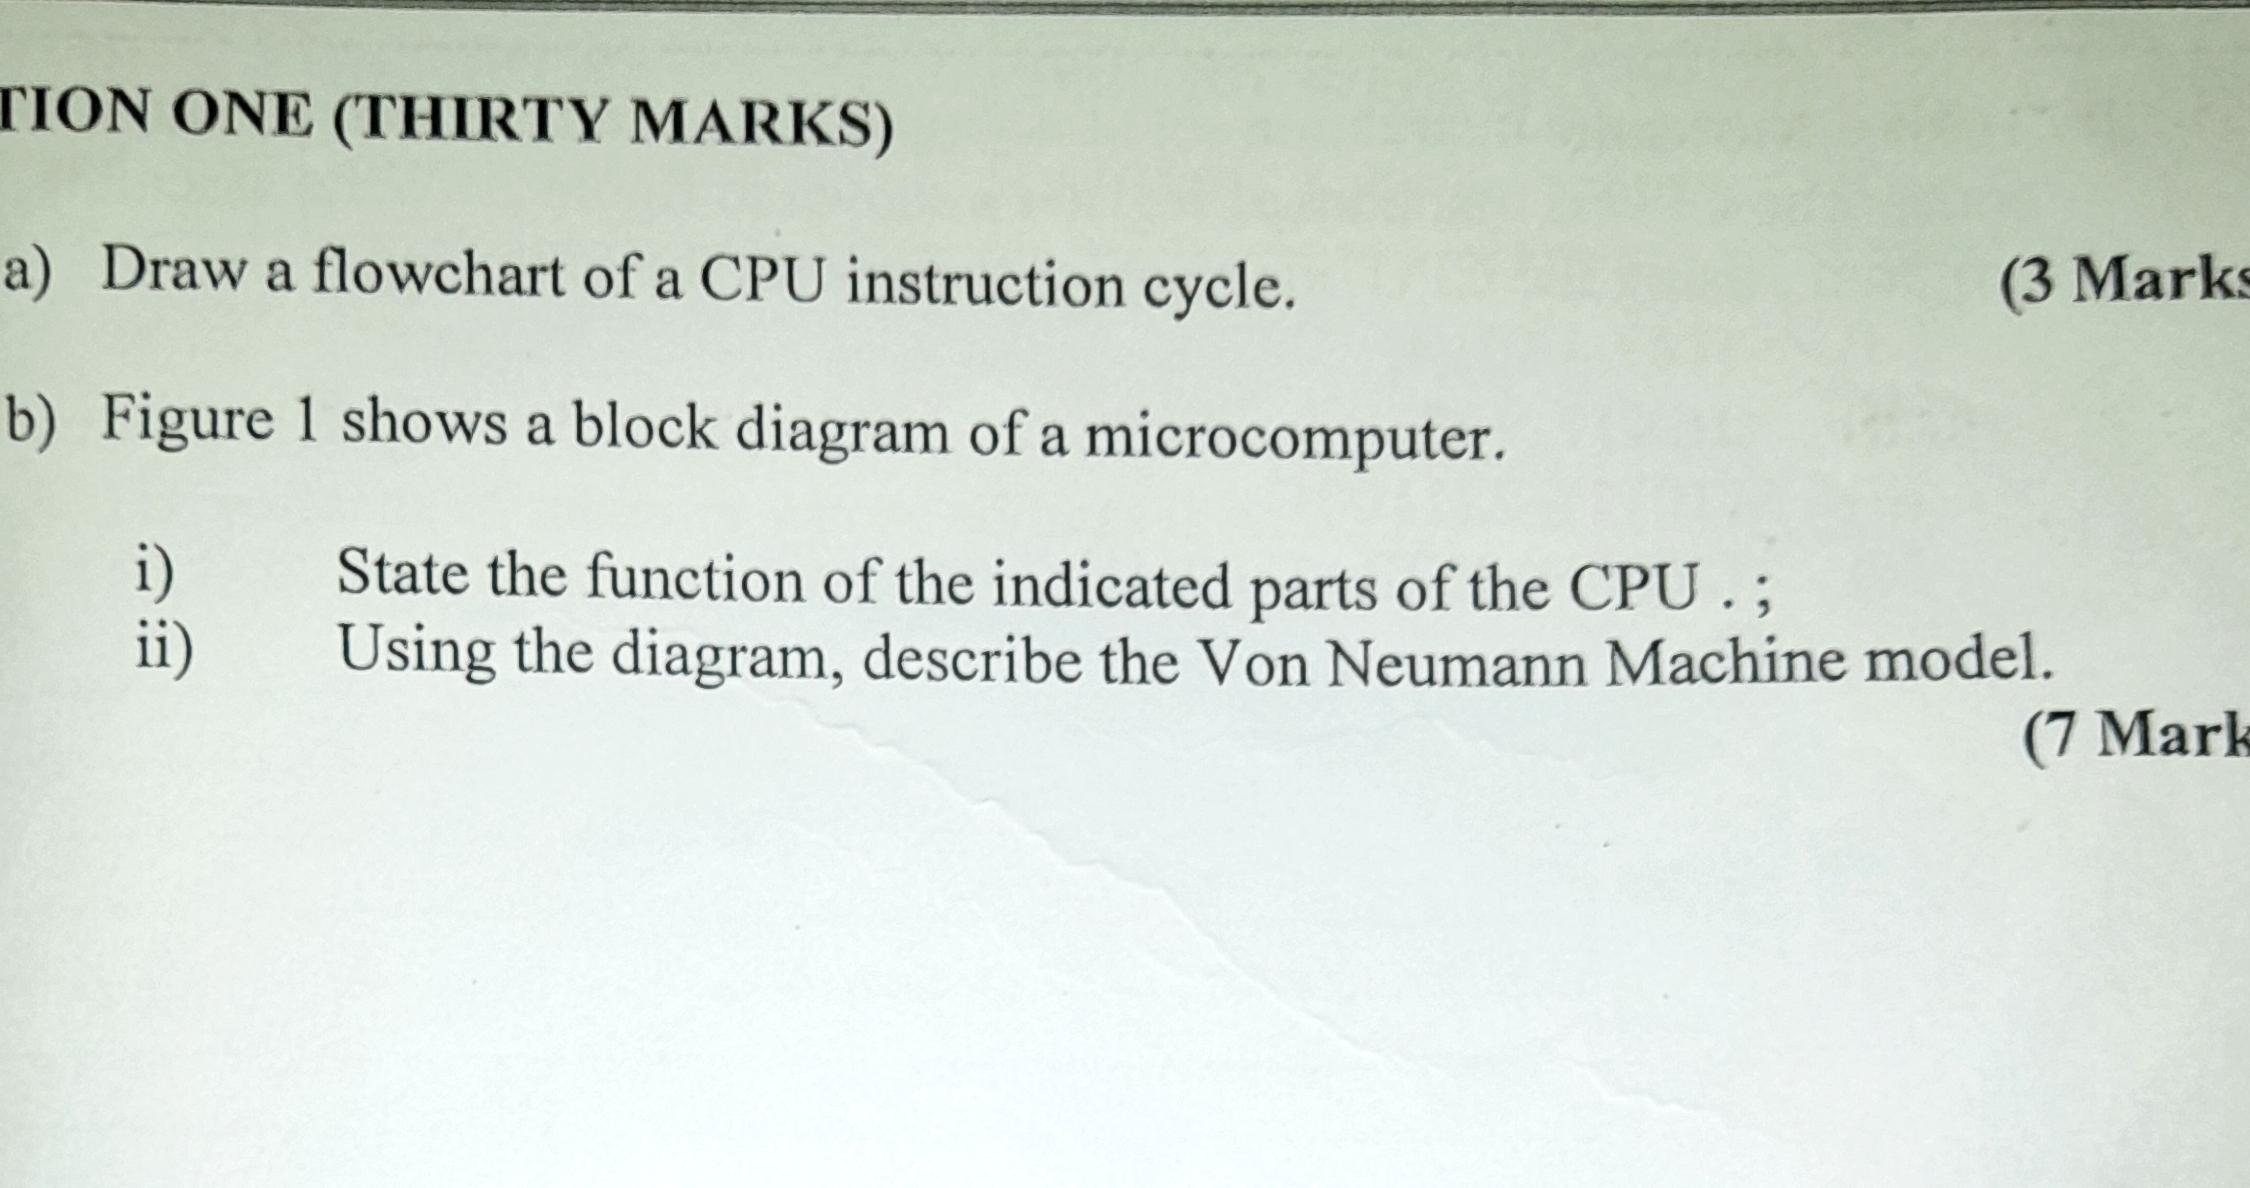 TION ONE (THIRTY MARKS)
a) Draw a flowchart of a CPU instruction cycle. (3 Marks
b) Figure 1 shows a block diagram of a microcomputer.
i) State the function of the indicated parts of the CPU . ;
ii) Using the diagram, describe the Von Neumann Machine model.
(7 Mark